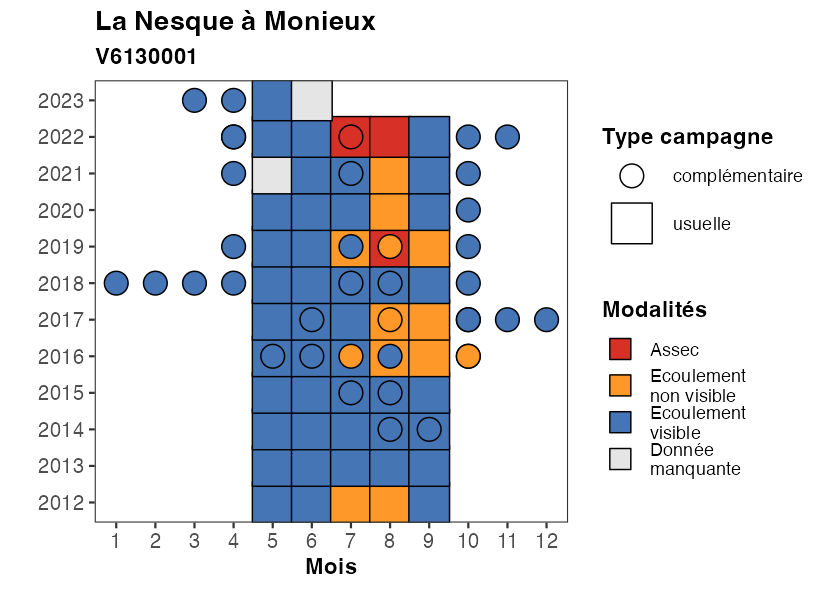 La Nesque à Monieux
V6130001
2023
2022
2021
2020
2019
2018
2017
2016
2015
2014
2013
2012
1 2 3 4 5 6 7 8 9 10 11 12
Mois
Type campagne
complémentaire
usuelle
Modalités
Assec
Ecoulement
non visible
Ecoulement
visible
Donnée
manquante